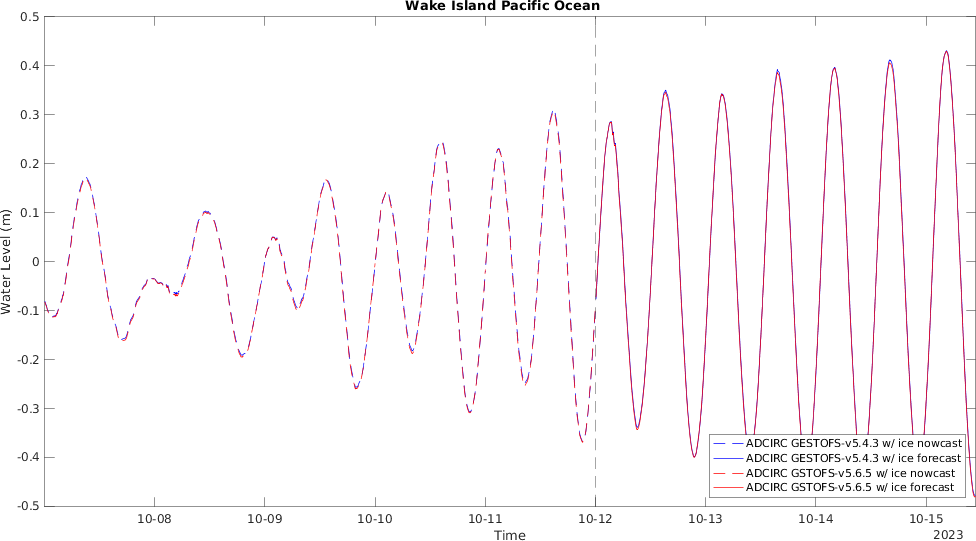 Wake Island Pacific Ocean
0.5
0.4
0.3
0.2
0.1
0
-0.1
-0.2
-0.3
-0.4
-0.5
Water Level (m)
ADCIRC GESTOFS-v5.4.3 w/ ice nowcast
ADCIRC GESTOFS-v5.4.3 w/ ice forecast
ADCIRC GSTOFS-v5.6.5 w/ ice nowcast
ADCIRC GSTOFS-v5.6.5 w/ ice forecast
10-08
10-09
10-10
10-11
10-12
10-13
10-14
10-15
Time
2023